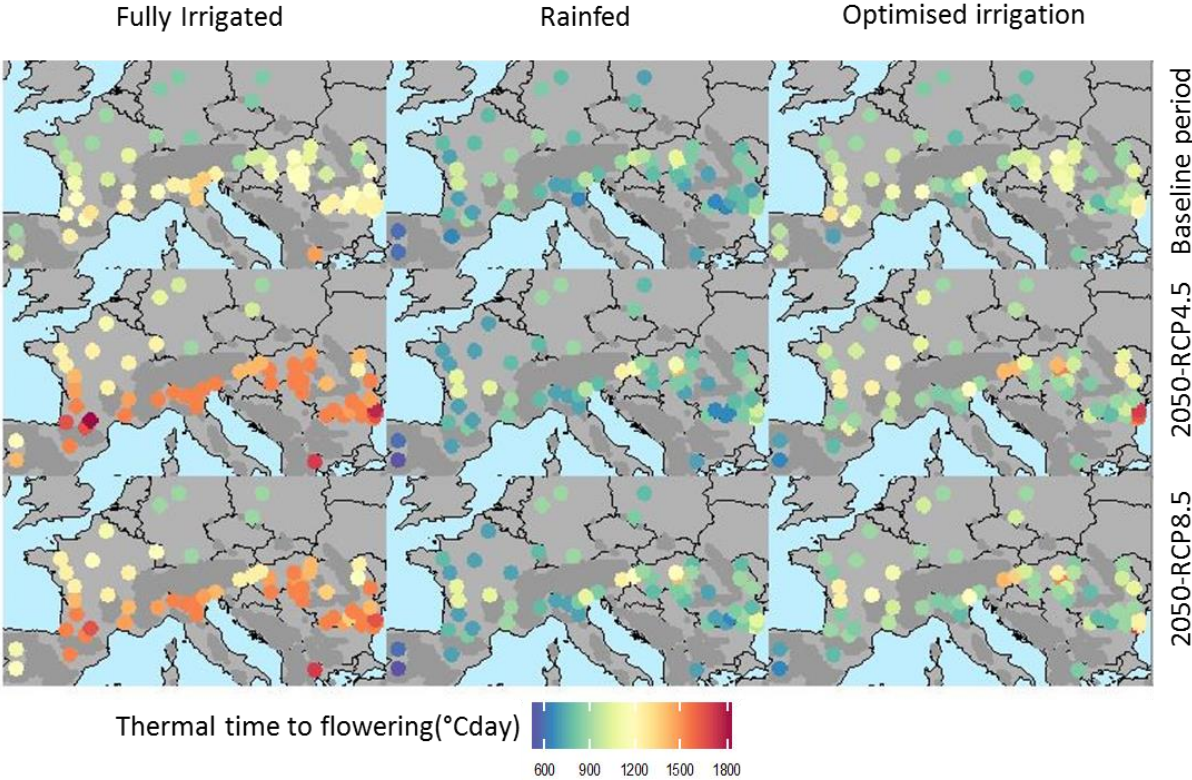 Fully Irrigated
Rainfed
Optimised irrigation
Baseline period
2050-RCP4.5
2050-RCP8.5
Thermal time to flowering(°Cday)
600 900 1200 1500 1800